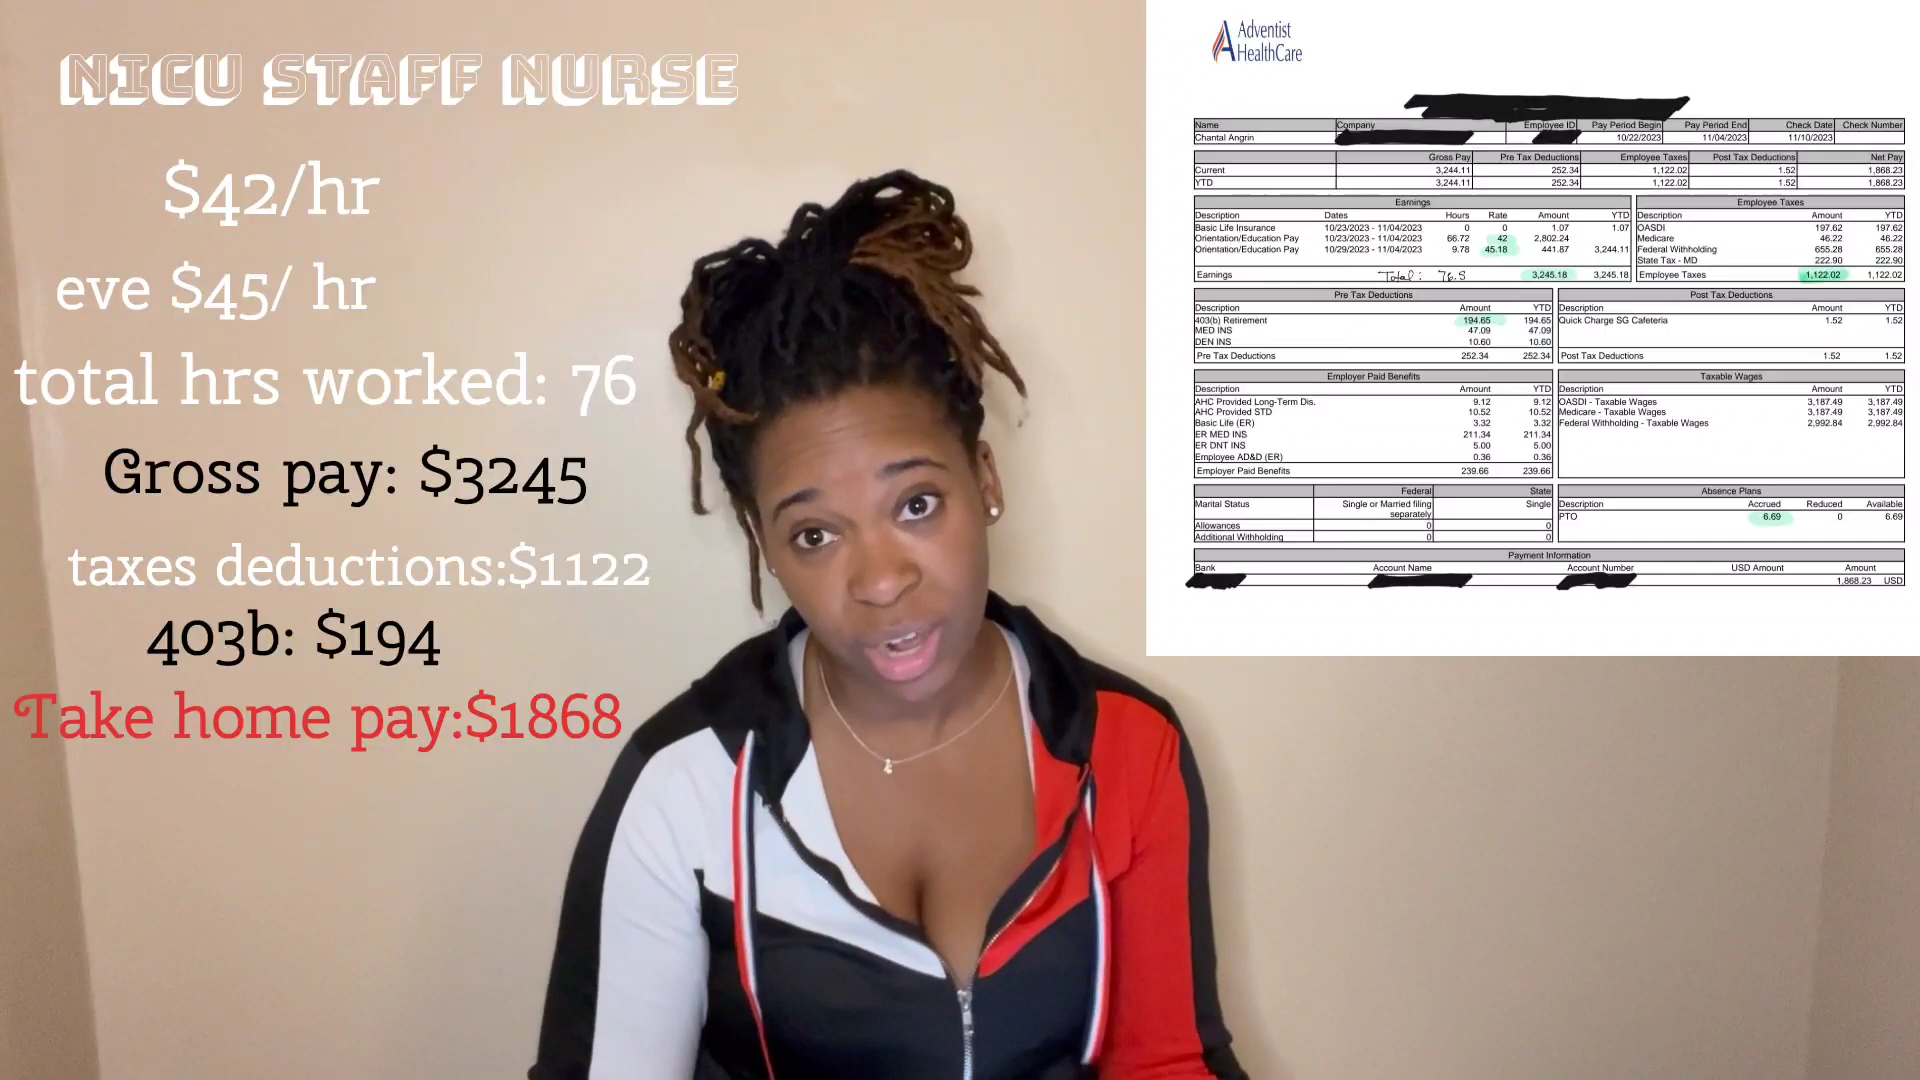 NICU STAFF NURSE
$42/hr
eve $45/ hr
total hrs worked: 76
Gross pay: $3245
taxes deductions:$1122
403b: $194
Take home pay:$1868
Adventist
HealthCare
Name Company Employee ID Pay Period Begin Pay Period End Check Date Check Number
Chantal Angrin 10/22/2023 11/04/2023 11/10/2023
Gross Pay Pre Tax Deductions Employee Taxes Post Tax Deductions Net Pay
Current 3,244.11 252.34 1,122.02 1.52 1,868.23
YTD 3,244.11 252.34 1,122.02 1.52 1,868.23
Earnings
Description Dates Hours Rate Amount YTD
Basic Life Insurance 10/23/2023 - 11/04/2023 0 0 1.07 1.07
Orientation/Education Pay 10/23/2023 - 11/04/2023 66.72 42 2,802.24
Orientation/Education Pay 10/29/2023 - 11/04/2023 9.78 45.18 441.87 3,244.11
Earnings Total: 76.5 3,245.18 3,245.18
Employee Taxes
Description Amount YTD
OASDI 197.62 197.62
Medicare 46.22 46.22
Federal Withholding 655.28 655.28
State Tax - MD 222.90 222.90
Employee Taxes 1,122.02 1,122.02
Pre Tax Deductions
Description Amount YTD
403(b) Retirement 194.65 194.65
MED INS 47.09 47.09
DEN INS 10.60 10.60
Pre Tax Deductions 252.34 252.34
Post Tax Deductions
Description Amount YTD
Quick Charge SG Cafeteria 1.52 1.52
Post Tax Deductions 1.52 1.52
Employer Paid Benefits
Description Amount YTD
AHC Provided Long-Term Dis. 9.12 9.12
AHC Provided STD 10.52 10.52
Basic Life (ER) 3.32 3.32
ER MED INS 211.34 211.34
ER DNT INS 5.00 5.00
Employee AD&D (ER) 0.36 0.36
Employer Paid Benefits 239.66 239.66
Taxable Wages
Description Amount YTD
OASDI - Taxable Wages 3,187.49 3,187.49
Medicare - Taxable Wages 3,187.49 3,187.49
Federal Withholding - Taxable Wages 2,992.84 2,992.84
Federal State
Marital Status Single or Married filing Single
separately
Allowances 0 0
Additional Withholding 0 0
Absence Plans
Description Accrued Reduced Available
PTO 6.69 0 6.69
Payment Information
Bank Account Name Account Number USD Amount Amount
1,868.23 USD